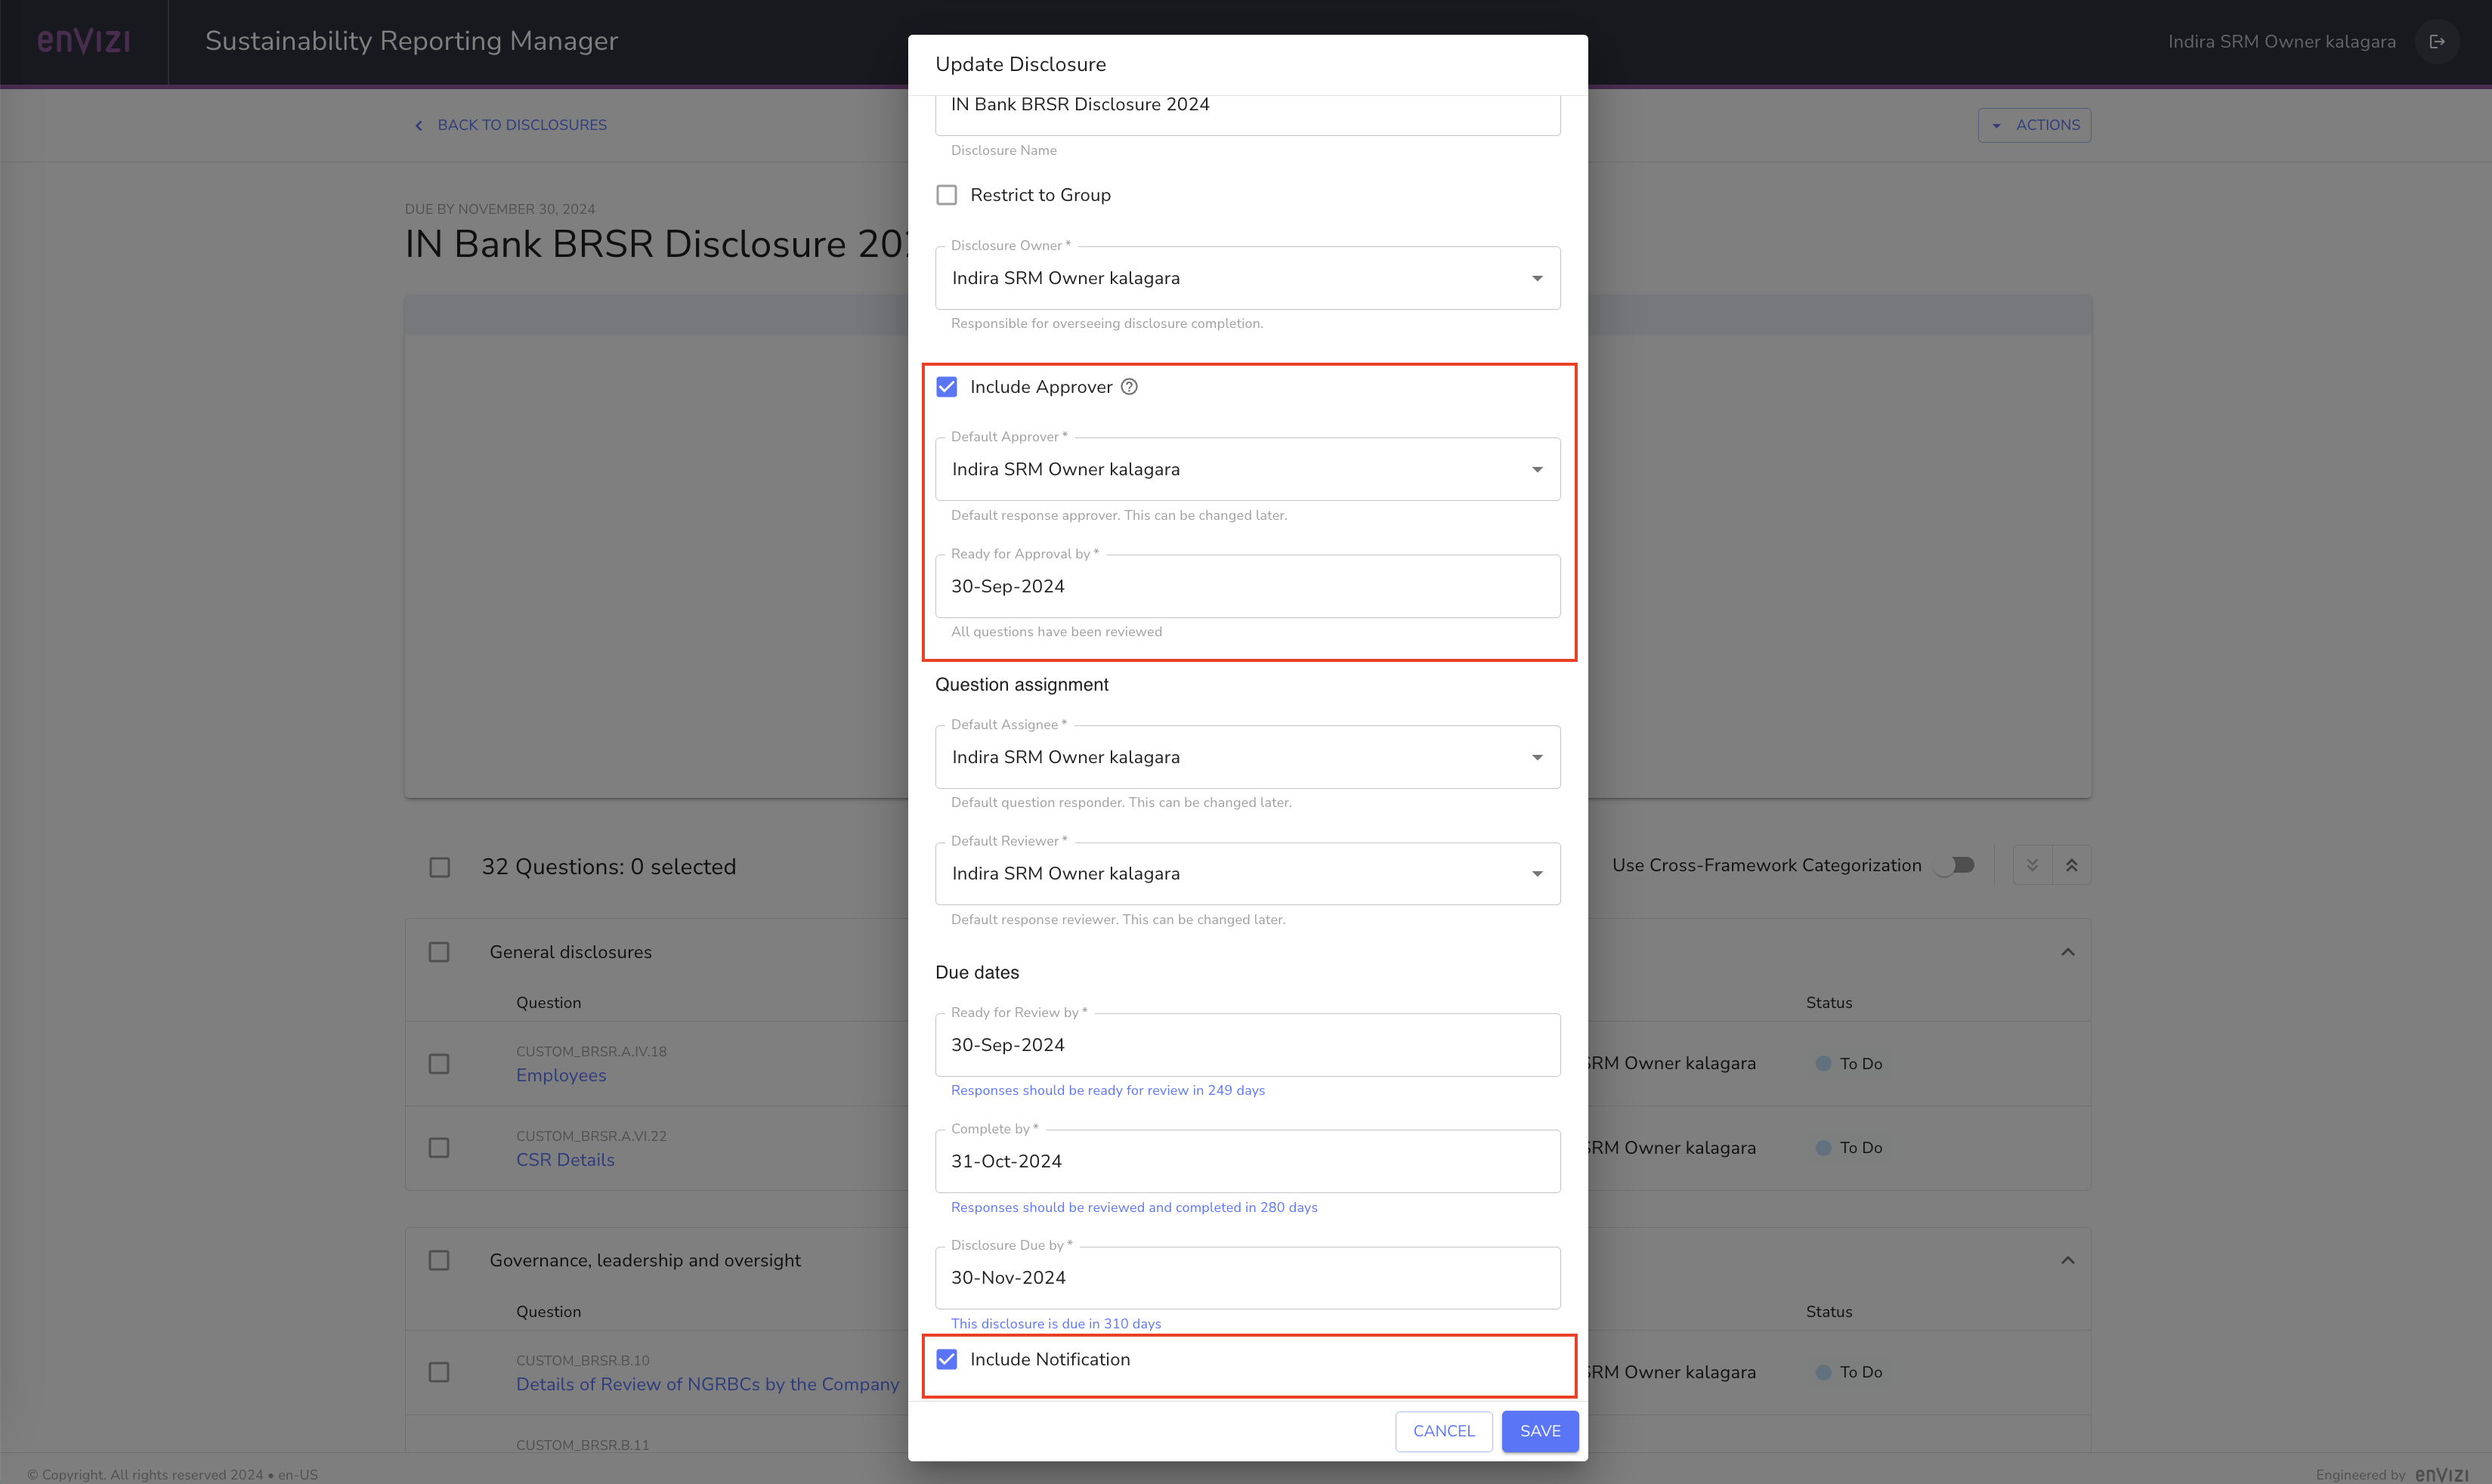 enVIZI
Sustainability Reporting Manager
Indira SRM Owner kalagara
BACK TO DISCLOSURES
ACTIONS
DUE BY NOVEMBER 30, 2024
IN Bank BRSR Disclosure 20
32 Questions: 0 selected
Use Cross-Framework Categorization
General disclosures
Question
Status
CUSTOM_BRSR.A.IV.18
Employees
SRM Owner kalagara
To Do
CUSTOM_BRSR.A.VI.22
CSR Details
SRM Owner kalagara
To Do
Governance, leadership and oversight
Question
Status
CUSTOM_BRSR.B.10
Details of Review of NGRBCs by the Company
SRM Owner kalagara
To Do
CUSTOM_BRSR.B.11
Update Disclosure
IN Bank BRSR Disclosure 2024
Disclosure Name
Restrict to Group
Disclosure Owner *
Indira SRM Owner kalagara
Responsible for overseeing disclosure completion.
Include Approver
Default Approver *
Indira SRM Owner kalagara
Default response approver. This can be changed later.
Ready for Approval by *
30-Sep-2024
All questions have been reviewed
Question assignment
Default Assignee *
Indira SRM Owner kalagara
Default question responder. This can be changed later.
Default Reviewer *
Indira SRM Owner kalagara
Default response reviewer. This can be changed later.
Due dates
Ready for Review by *
30-Sep-2024
Responses should be ready for review in 249 days
Complete by *
31-Oct-2024
Responses should be reviewed and completed in 280 days
Disclosure Due by *
30-Nov-2024
This disclosure is due in 310 days
Include Notification
CANCEL
SAVE
© Copyright. All rights reserved 2024 • en-US
Engineered by enVIZI